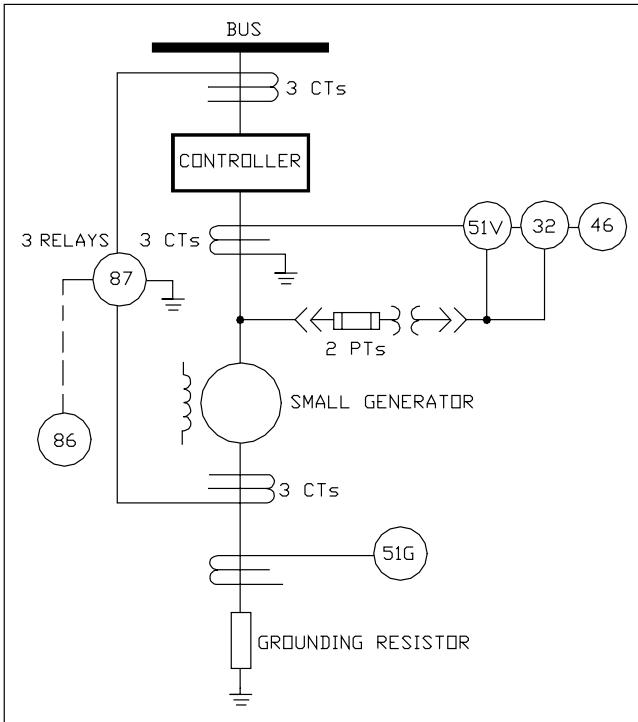 BUS
3 CTs
CONTROLLER
51V
32
46
3 RELAYS
3 CTs
87
2 PTs
SMALL GENERATOR
86
3 CTs
51G
GROUNDING RESISTOR